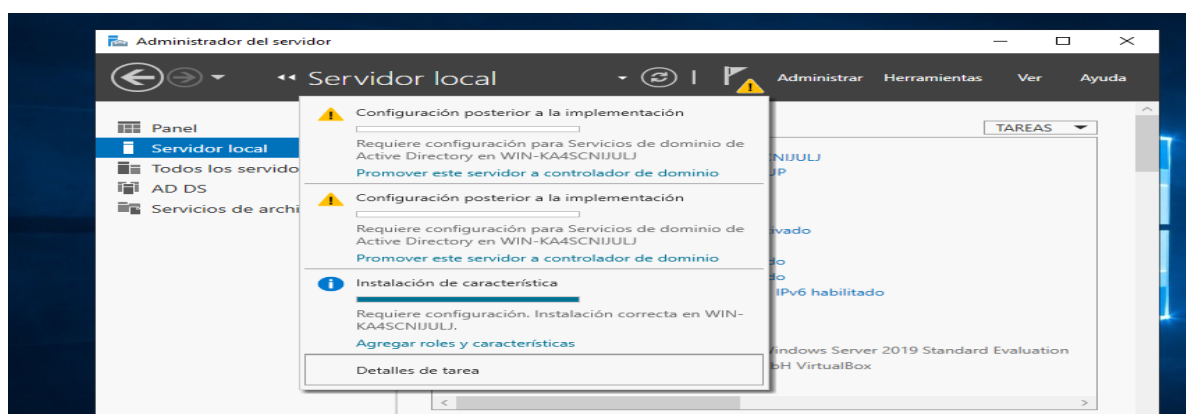 Administrador del servidor
Servidor local
Administrar Herramientas Ver Ayuda
Panel
Servidor local
Todos los servido
AD DS
Servicios de archi
Configuración posterior a la implementación
Requiere configuración para Servicios de dominio de
Active Directory en WIN-KA4SCNIJULJ
Promover este servidor a controlador de dominio
Configuración posterior a la implementación
Requiere configuración para Servicios de dominio de
Active Directory en WIN-KA4SCNIJULJ
Promover este servidor a controlador de dominio
Instalación de característica
Requiere configuración. Instalación correcta en WIN-
KA4SCNIJULJ.
Agregar roles y características
Detalles de tarea
TAREAS
CNIJULJ
UP
ivado
do
do
IPv6 habilitado
Windows Server 2019 Standard Evaluation
bH VirtualBox